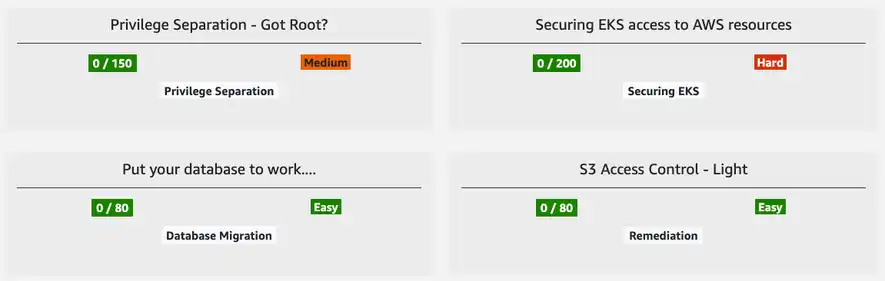 Privilege Separation - Got Root?
0 / 150
Medium
Privilege Separation
Securing EKS access to AWS resources
0 / 200
Hard
Securing EKS
Put your database to work....
0 / 80
Easy
Database Migration
S3 Access Control - Light
0 / 80
Easy
Remediation